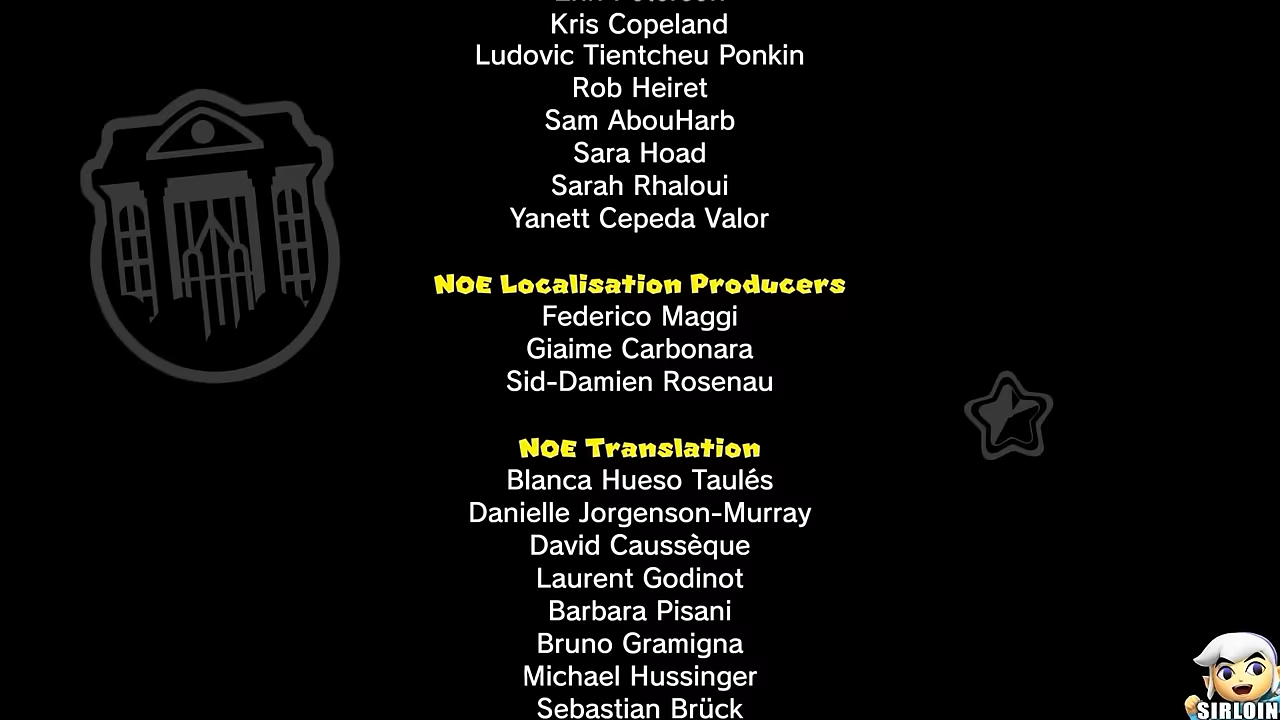 Kris Copeland
Ludovic Tientcheu Ponkin
Rob Heiret
Sam AbouHarb
Sara Hoad
Sarah Rhaloui
Yanett Cepeda Valor
NOE Localisation Producers
Federico Maggi
Giaime Carbonara
Sid-Damien Rosenau
NOE Translation
Blanca Hueso Taulés
Danielle Jorgenson-Murray
David Caussèque
Laurent Godinot
Barbara Pisani
Bruno Gramigna
Michael Hussinger
Sebastian Brück
SIRLOIN